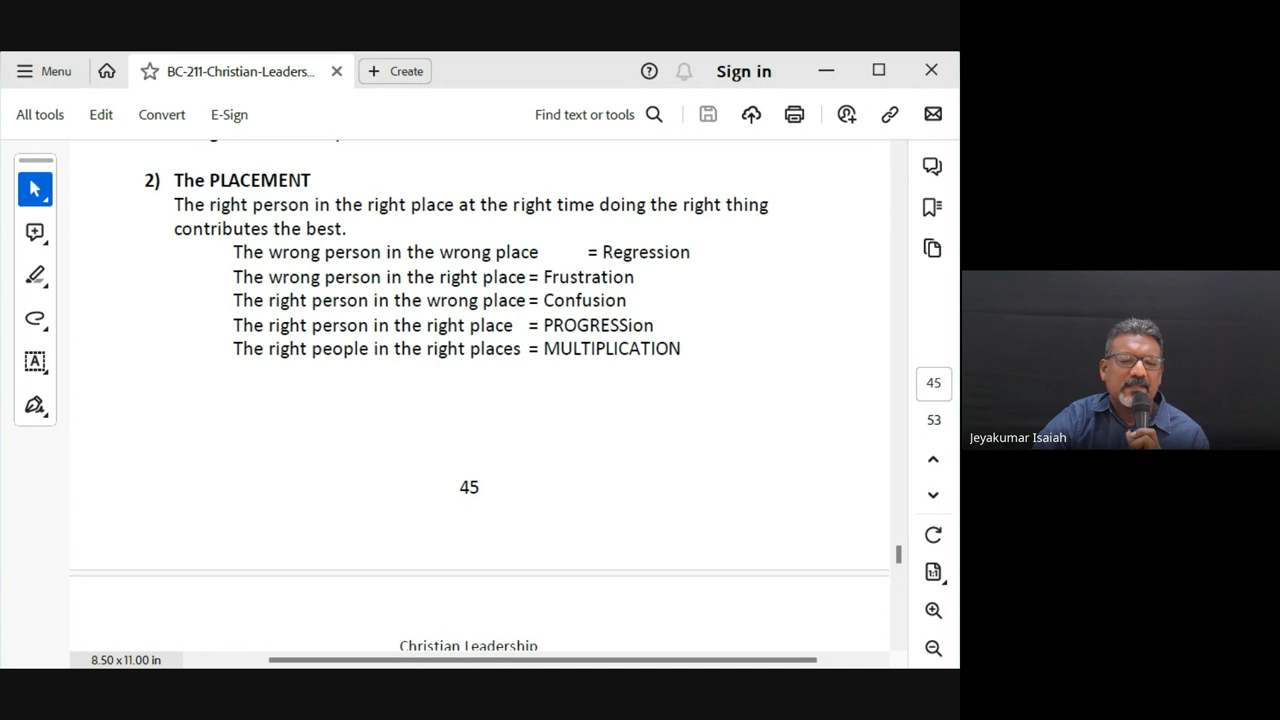 Menu
BC-211-Christian-Leaders...
Create
Sign in
All tools
Edit
Convert
E-Sign
Find text or tools
2) The PLACEMENT
The right person in the right place at the right time doing the right thing
contributes the best.
The wrong person in the wrong place = Regression
The wrong person in the right place = Frustration
The right person in the wrong place = Confusion
The right person in the right place = PROGRESSion
The right people in the right places = MULTIPLICATION
45
Christian Leadership
8.50 x 11.00 in
45
53
1:1
Jeyakumar Isaiah